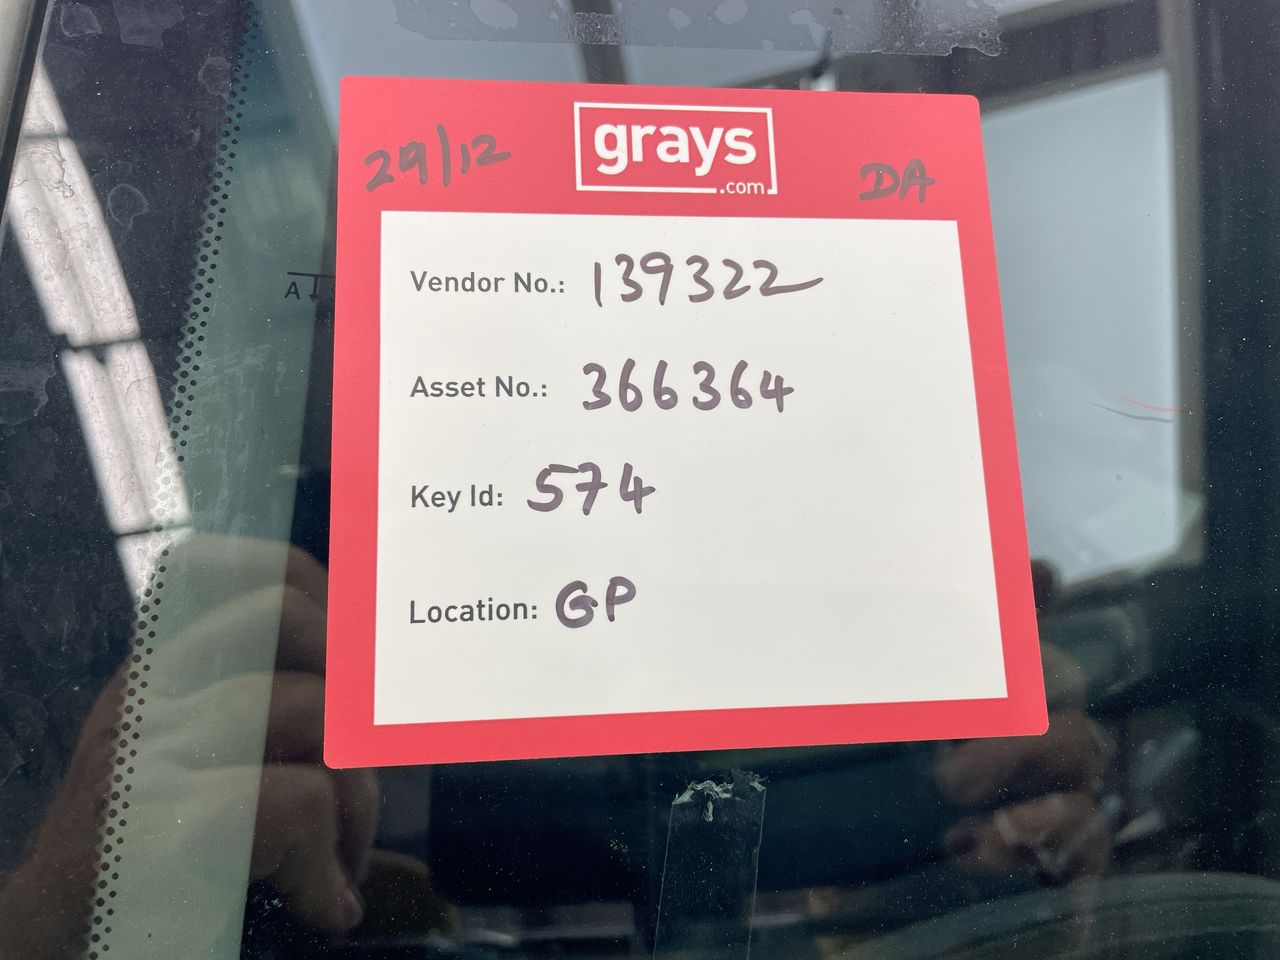 29/12
grays
.com
DA
Vendor No.: 139322
Asset No.: 366364
Key Id: 574
Location: GP
A